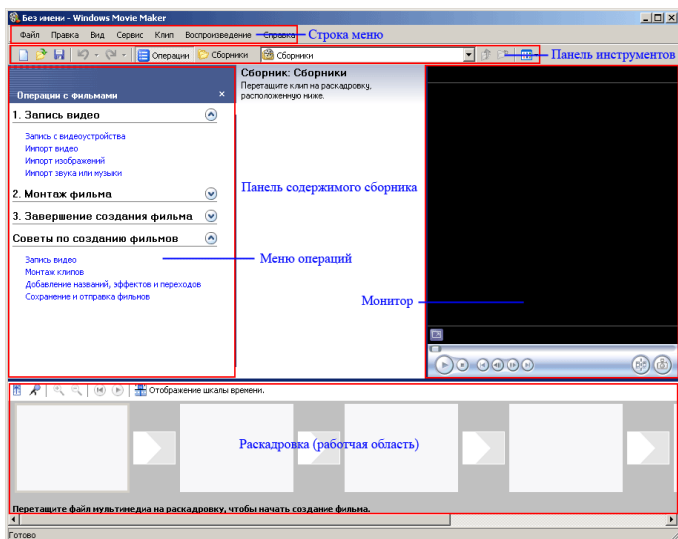 Без имени - Windows Movie Maker
Файл Правка Вид Сервис Клип Воспроизведение Справка
Строка меню
Операции Сборники Сборники
Панель инструментов
Операции с фильмами
Сборник: Сборники
Перетащите клип на раскадровку,
расположенную ниже.
1. Запись видео
Запись с видеоустройства
Импорт видео
Импорт изображений
Импорт звука или музыки
2. Монтаж фильма
Панель содержимого сборника
3. Завершение создания фильма
Советы по созданию фильмов
Запись видео
Меню операций
Монтаж клипов
Добавление названий, эффектов и переходов
Сохранение и отправка фильмов
Монитор
Отображение шкалы времени.
Раскадровка (работчая область)
Перетащите файл мультимедиа на раскадровку, чтобы начать создание фильма.
Готово